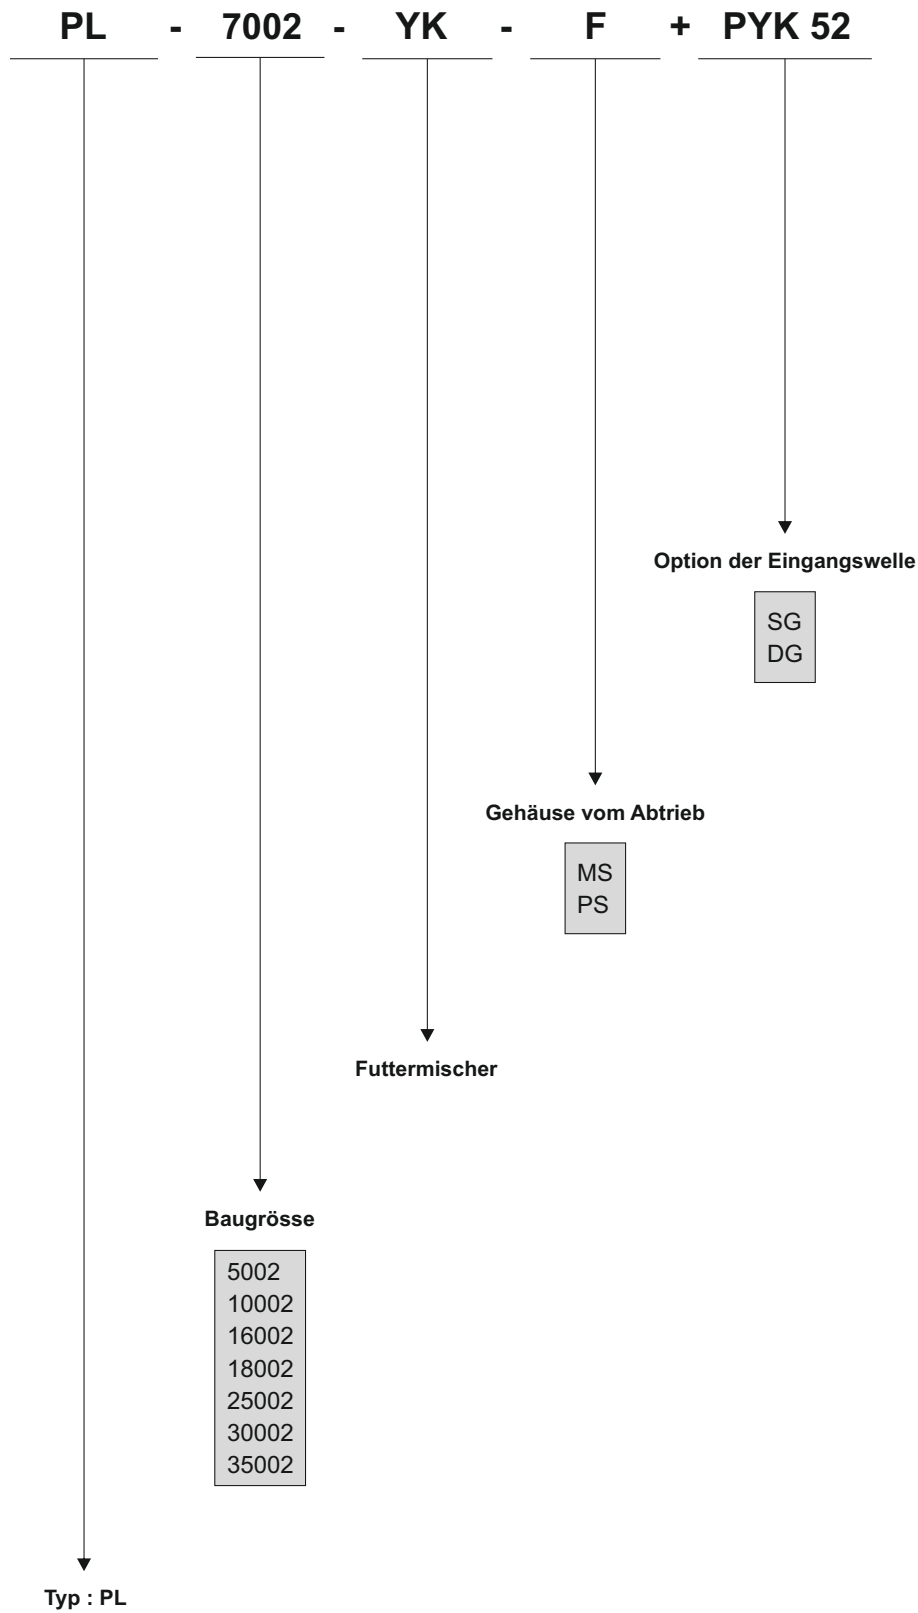 PL - 7002 - YK - F + PYK 52
Option der Eingangswelle
SG
DG
Gehäuse vom Abtrieb
MS
PS
Futtermischer
Baugrösse
5002
10002
16002
18002
25002
30002
35002
Typ : PL